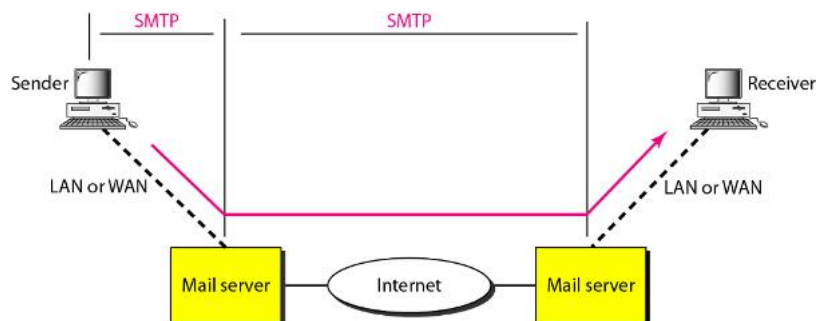 SMTP SMTP
Sender Receiver
LAN or WAN LAN or WAN
Mail server Internet Mail server